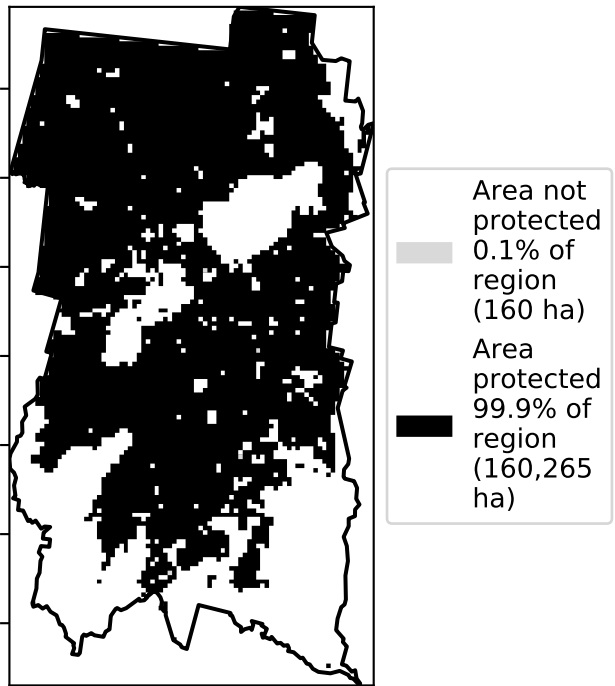 Area not
protected
0.1% of
region
(160 ha)
Area
protected
99.9% of
region
(160,265
ha)